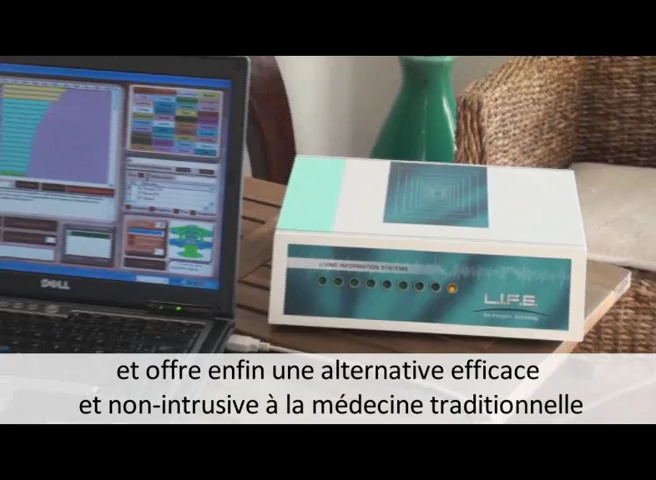 LIVING INFORMATION SYSTEMS
L.I.F.E.
DELL
et offre enfin une alternative efficace
et non-intrusive à la médecine traditionnelle